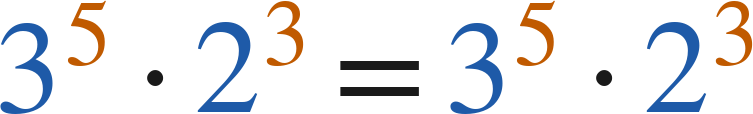 3⁵ · 2³ = 3⁵ · 2³